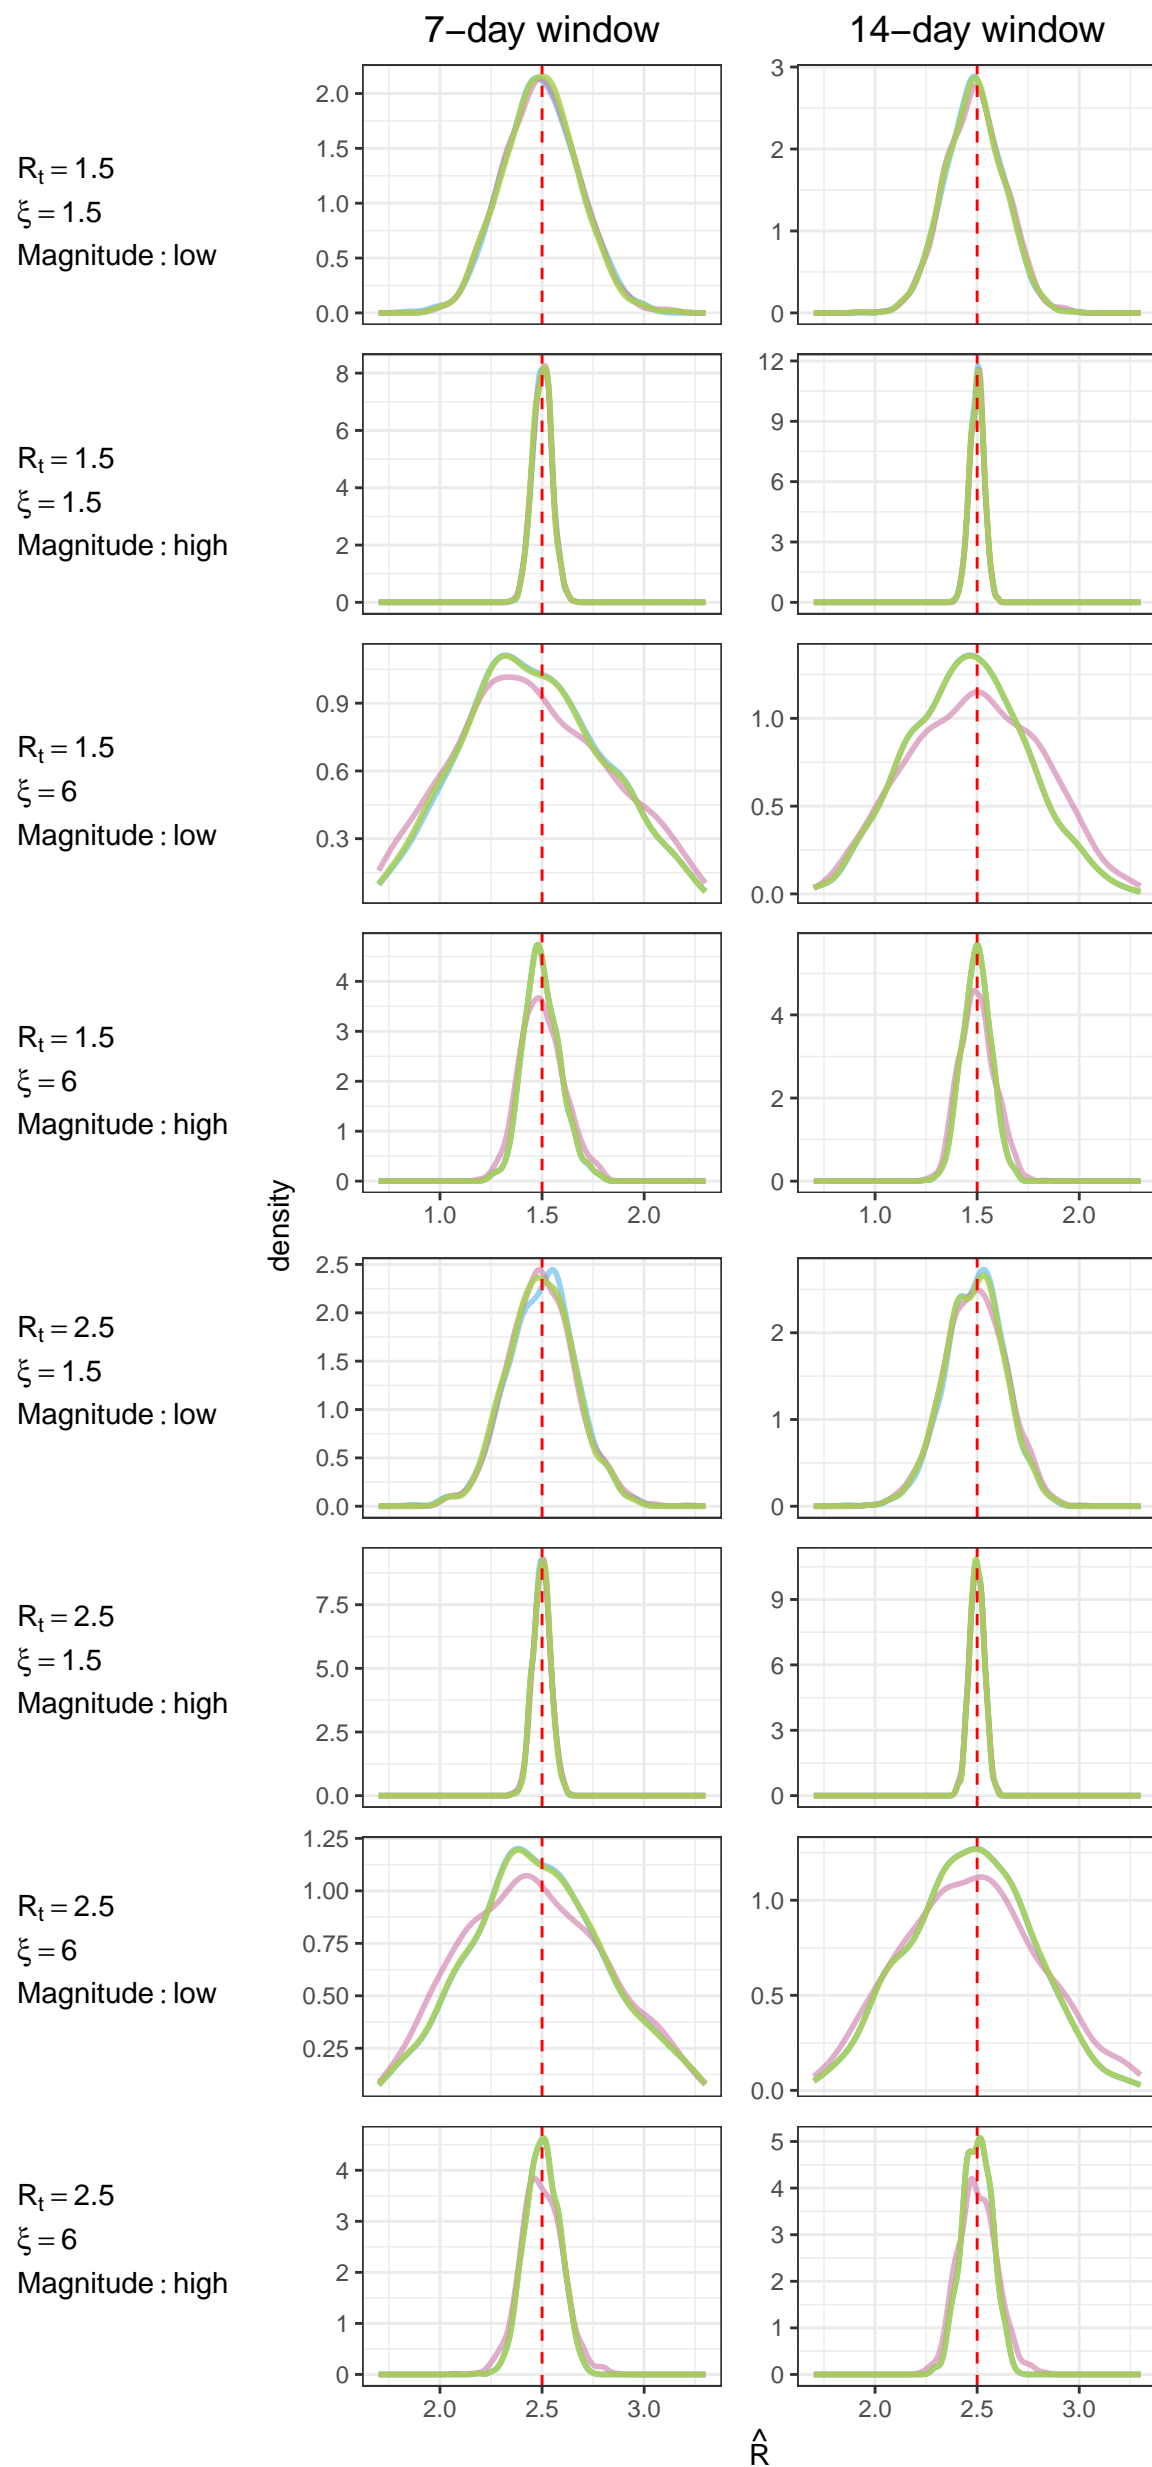 7−day window 14−day window
Rt = 1.5
ξ = 1.5
Magnitude : low
2.0
1.5
1.0
0.5
0.0
3
2
1
0
Rt = 1.5
ξ = 1.5
Magnitude : high
8
6
4
2
0
12
9
6
3
0
Rt = 1.5
ξ = 6
Magnitude : low
0.9
0.6
0.3
1.0
0.5
0.0
Rt = 1.5
ξ = 6
Magnitude : high
4
3
2
1
0
4
2
0
1.0 1.5 2.0
1.0 1.5 2.0
density
Rt = 2.5
ξ = 1.5
Magnitude : low
2.5
2.0
1.5
1.0
0.5
0.0
2
1
0
Rt = 2.5
ξ = 1.5
Magnitude : high
7.5
5.0
2.5
0.0
9
6
3
0
Rt = 2.5
ξ = 6
Magnitude : low
1.25
1.00
0.75
0.50
0.25
1.0
0.5
0.0
Rt = 2.5
ξ = 6
Magnitude : high
4
3
2
1
0
5
4
3
2
1
0
2.0 2.5 3.0
2.0 2.5 3.0
R̂